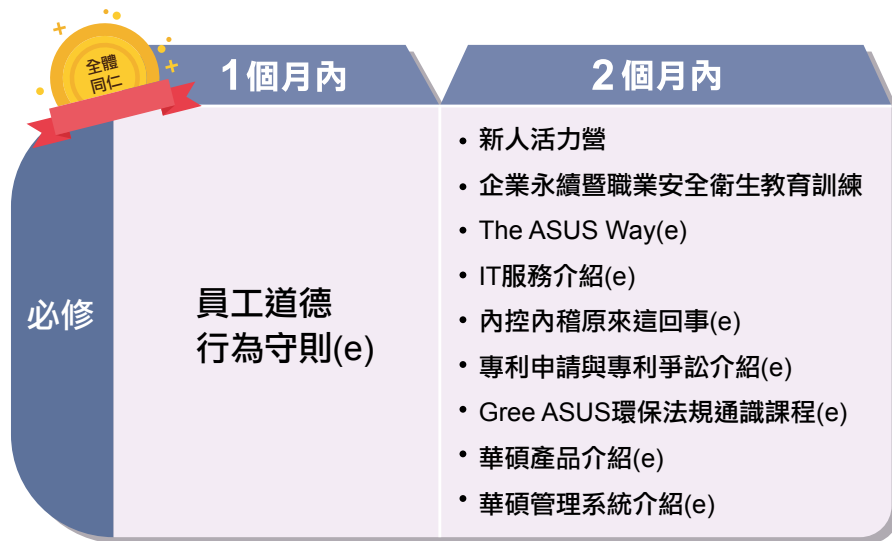 全體
同仁
1個月內
2個月內
必修
員工道德
行為守則(e)
• 新人活力營
• 企業永續暨職業安全衛生教育訓練
• The ASUS Way(e)
• IT服務介紹(e)
• 內控內稽原來這回事(e)
• 專利申請與專利爭訟介紹(e)
• Gree ASUS環保法規通識課程(e)
• 華碩產品介紹(e)
• 華碩管理系統介紹(e)